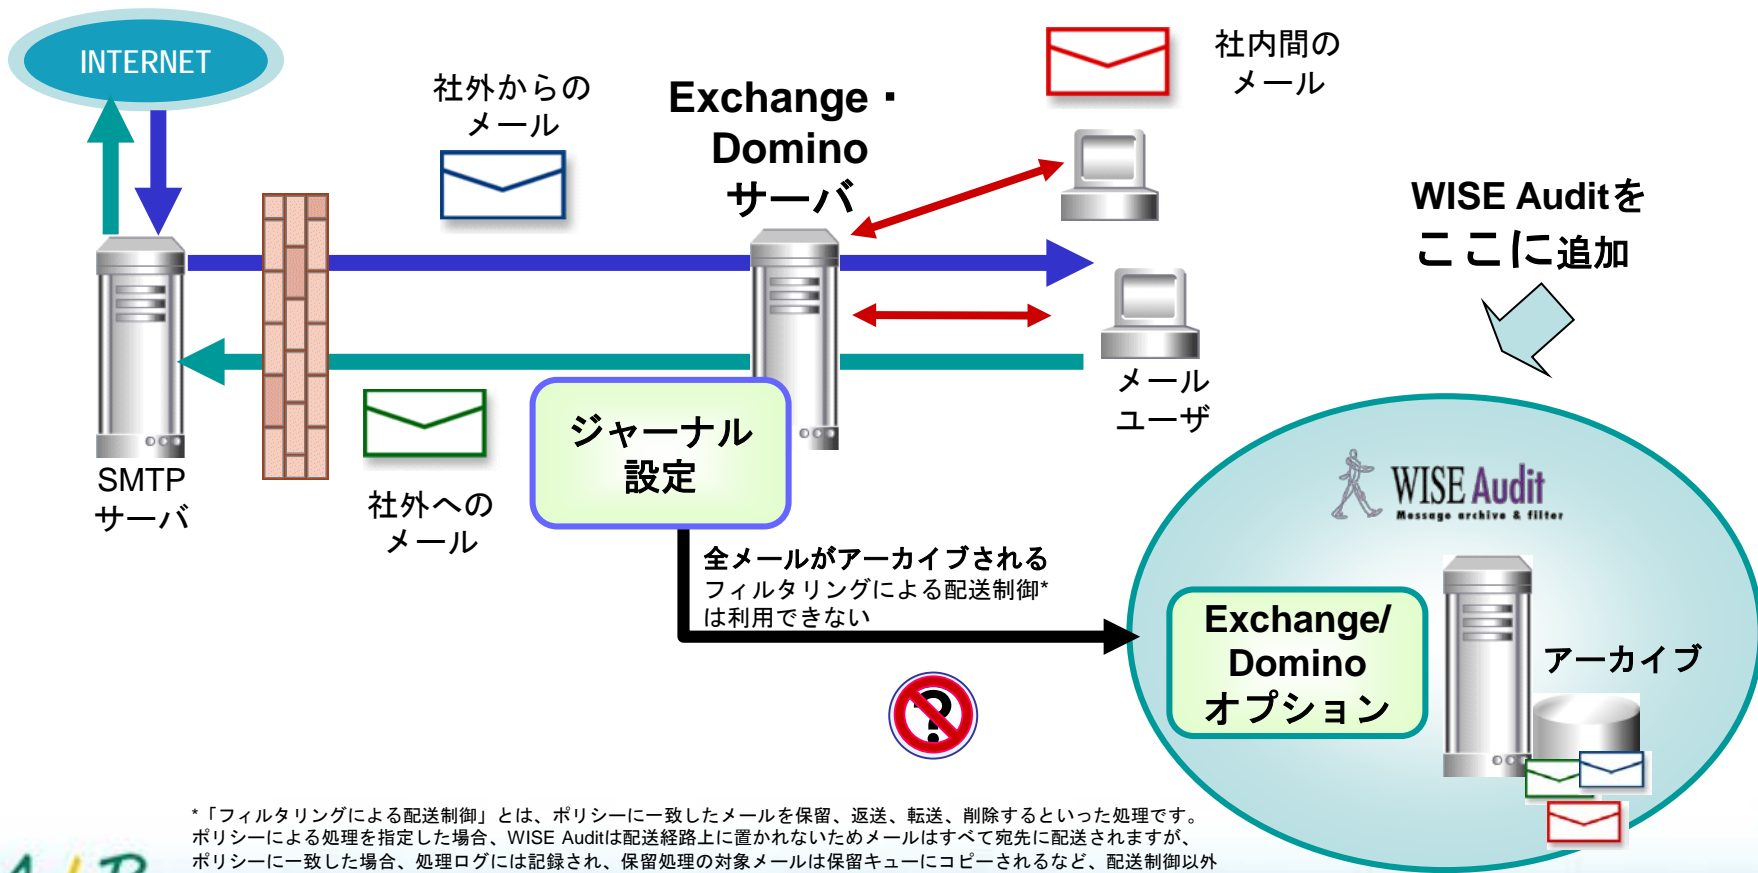 INTERNET
社外からの
メール
Exchange・
Domino
サーバ
社内間の
メール
WISE Auditを
ここに追加
SMTP
サーバ
社外への
メール
ジャーナル
設定
メール
ユーザ
全メールがアーカイブされる
フィルタリングによる配送制御*
は利用できない
WISE Audit
Message archive & filter
Exchange/
Domino
オプション
アーカイブ
*「フィルタリングによる配送制御」とは、ポリシーに一致したメールを保留、返送、転送、削除するといった処理です。
ポリシーによる処理を指定した場合、WISE Auditは配送経路上に置かれないためメールはすべて宛先に配送されますが、
ポリシーに一致した場合、処理ログには記録され、保留処理の対象メールは保留キューにコピーされるなど、配送制御以外